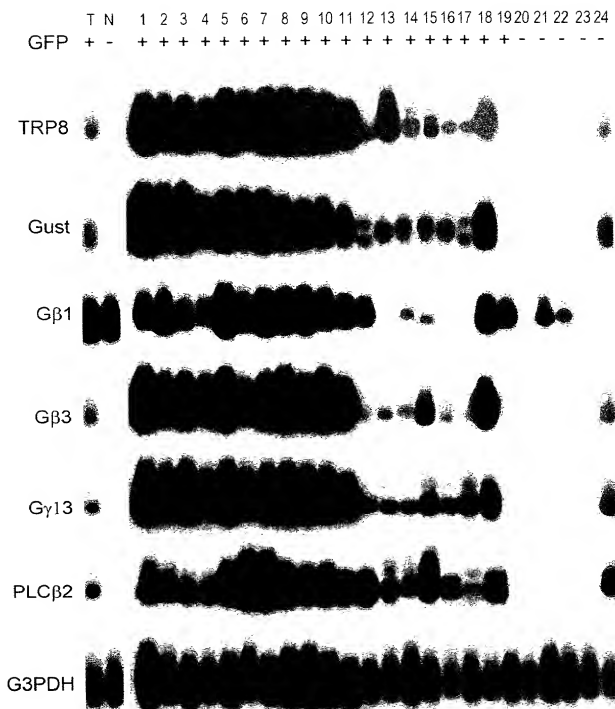 T N 1 2 3 4 5 6 7 8 9 10 11 12 13 14 15 16 17 18 19 20 21 22 23 24
GFP + - + + + + + + + + + + + + + + + + + + + - - - - -
TRP8
Gust
Gβ1
Gβ3
Gγ13
PLCβ2
G3PDH